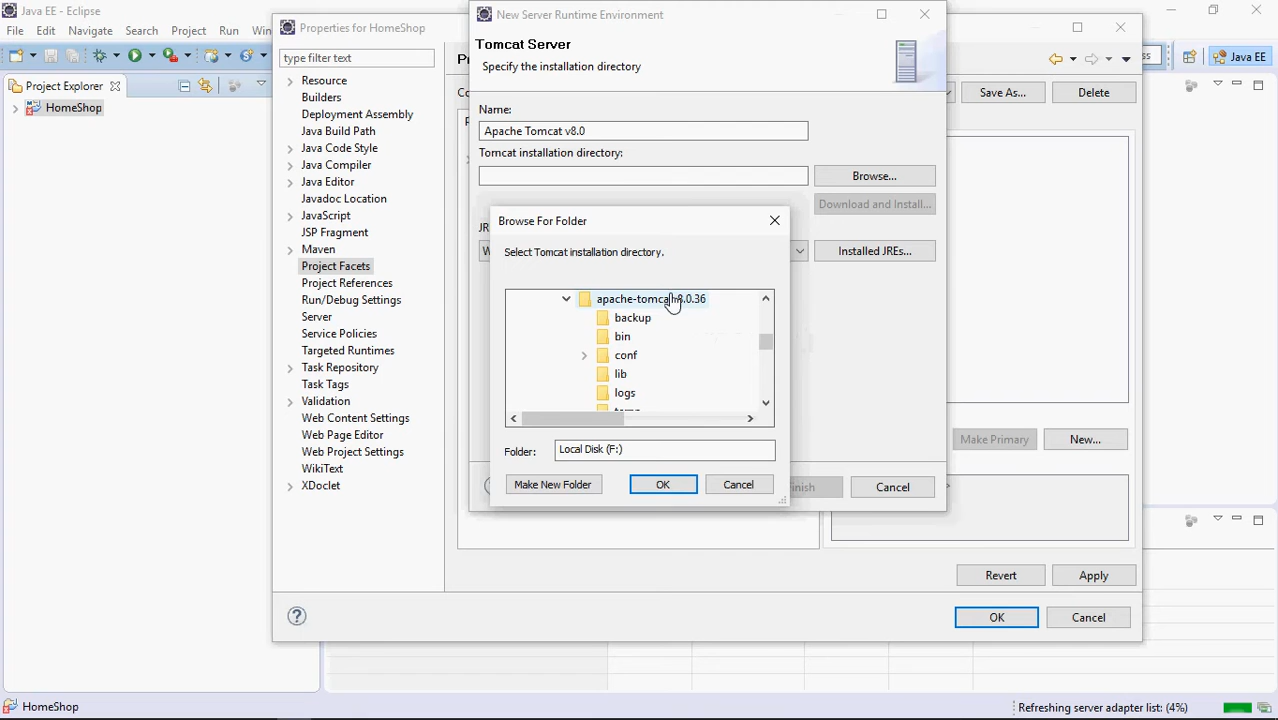 Java EE - Eclipse
File Edit Navigate Search Project Run Win
Java EE
Project Explorer
HomeShop
Properties for HomeShop
type filter text
Resource
Builders
Deployment Assembly
Java Build Path
Java Code Style
Java Compiler
Java Editor
Javadoc Location
JavaScript
JSP Fragment
Maven
Project Facets
Project References
Run/Debug Settings
Server
Service Policies
Targeted Runtimes
Task Repository
Task Tags
Validation
Web Content Settings
Web Page Editor
Web Project Settings
WikiText
XDoclet
Save As... Delete
Make Primary New...
Revert Apply
OK Cancel
New Server Runtime Environment
Tomcat Server
Specify the installation directory
Name:
Apache Tomcat v8.0
Tomcat installation directory:
Browse...
Download and Install...
Installed JREs...
Cancel
Browse For Folder
Select Tomcat installation directory.
apache-tomcat-8.0.36
backup
bin
conf
lib
logs
temp
Folder: Local Disk (F:)
Make New Folder OK Cancel
HomeShop
Refreshing server adapter list: (4%)